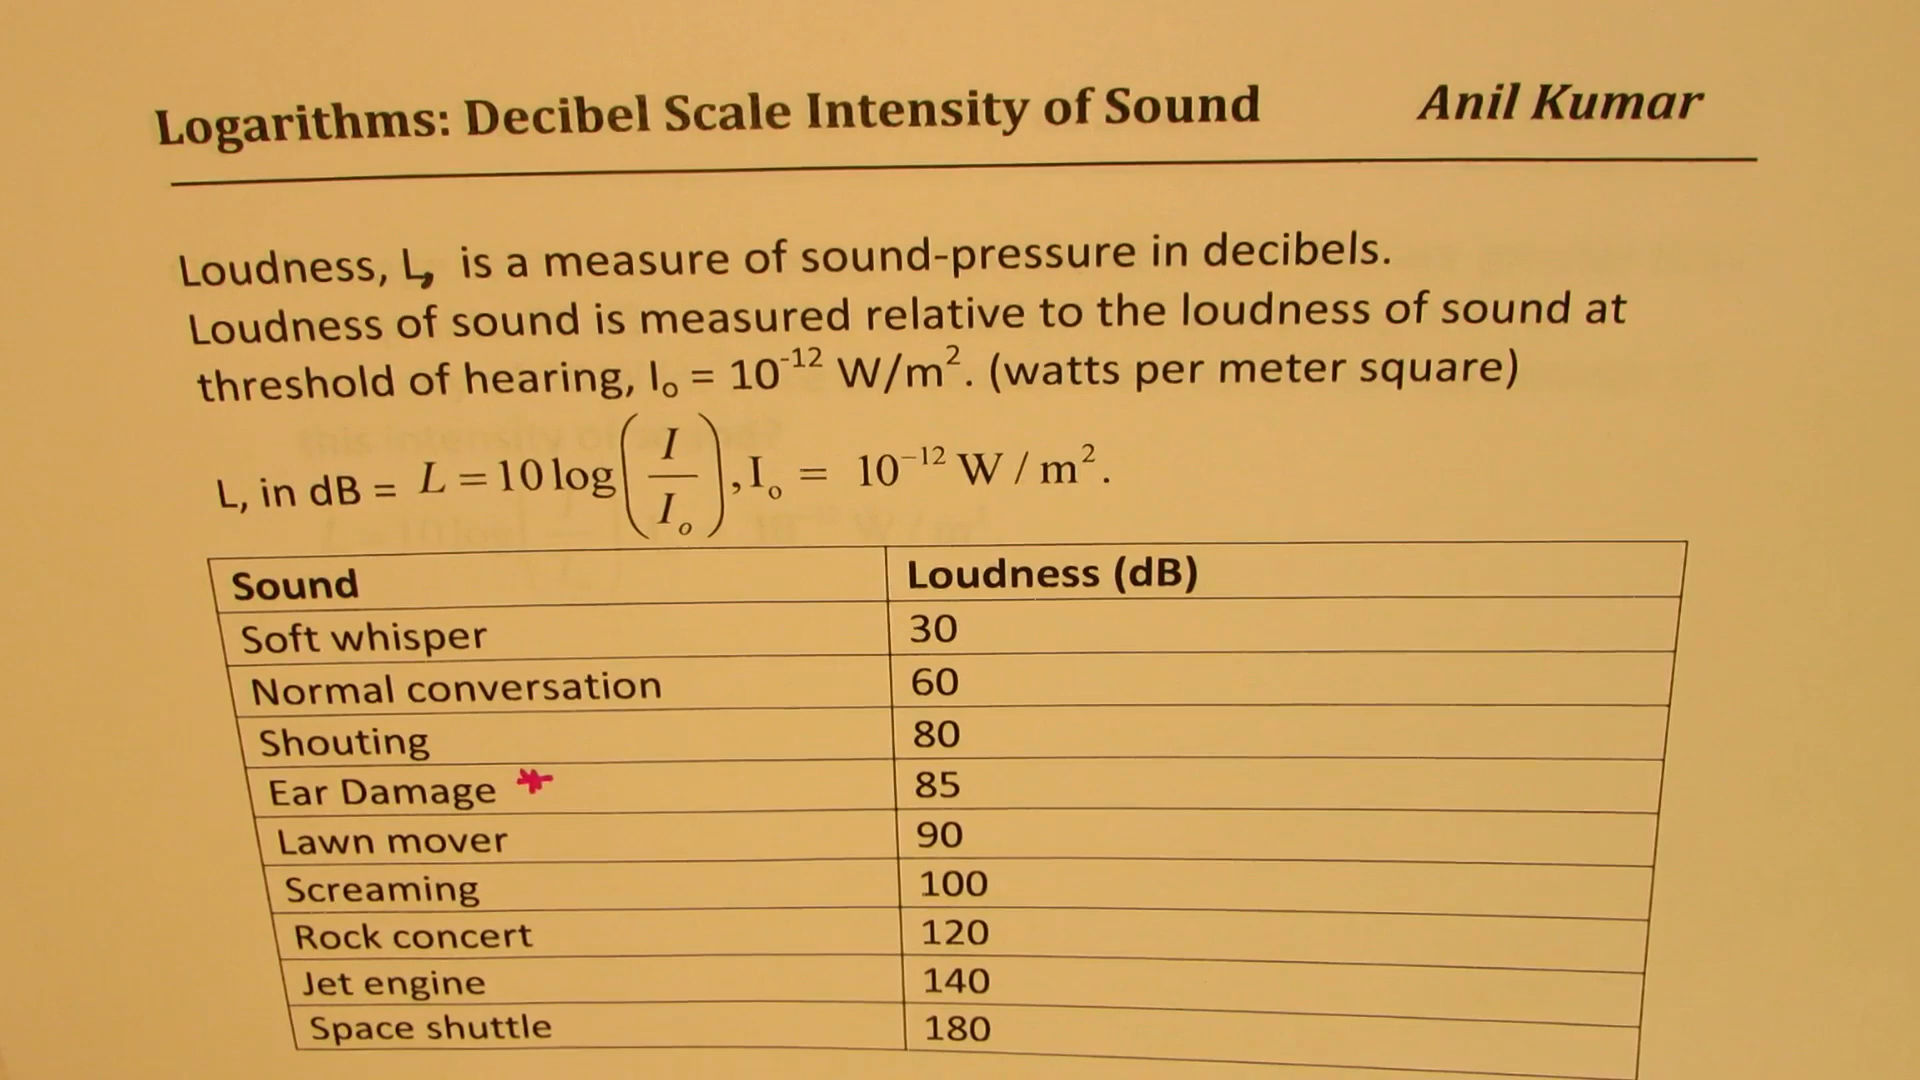 Logarithms: Decibel Scale Intensity of Sound Anil Kumar
Loudness, L, is a measure of sound-pressure in decibels.
Loudness of sound is measured relative to the loudness of sound at
threshold of hearing, Iₒ = 10⁻¹² W/m². (watts per meter square)
L, in dB = L = 10 log(I/Iₒ), Iₒ = 10⁻¹² W / m².
Sound Loudness (dB)
Soft whisper 30
Normal conversation 60
Shouting 80
Ear Damage * 85
Lawn mover 90
Screaming 100
Rock concert 120
Jet engine 140
Space shuttle 180